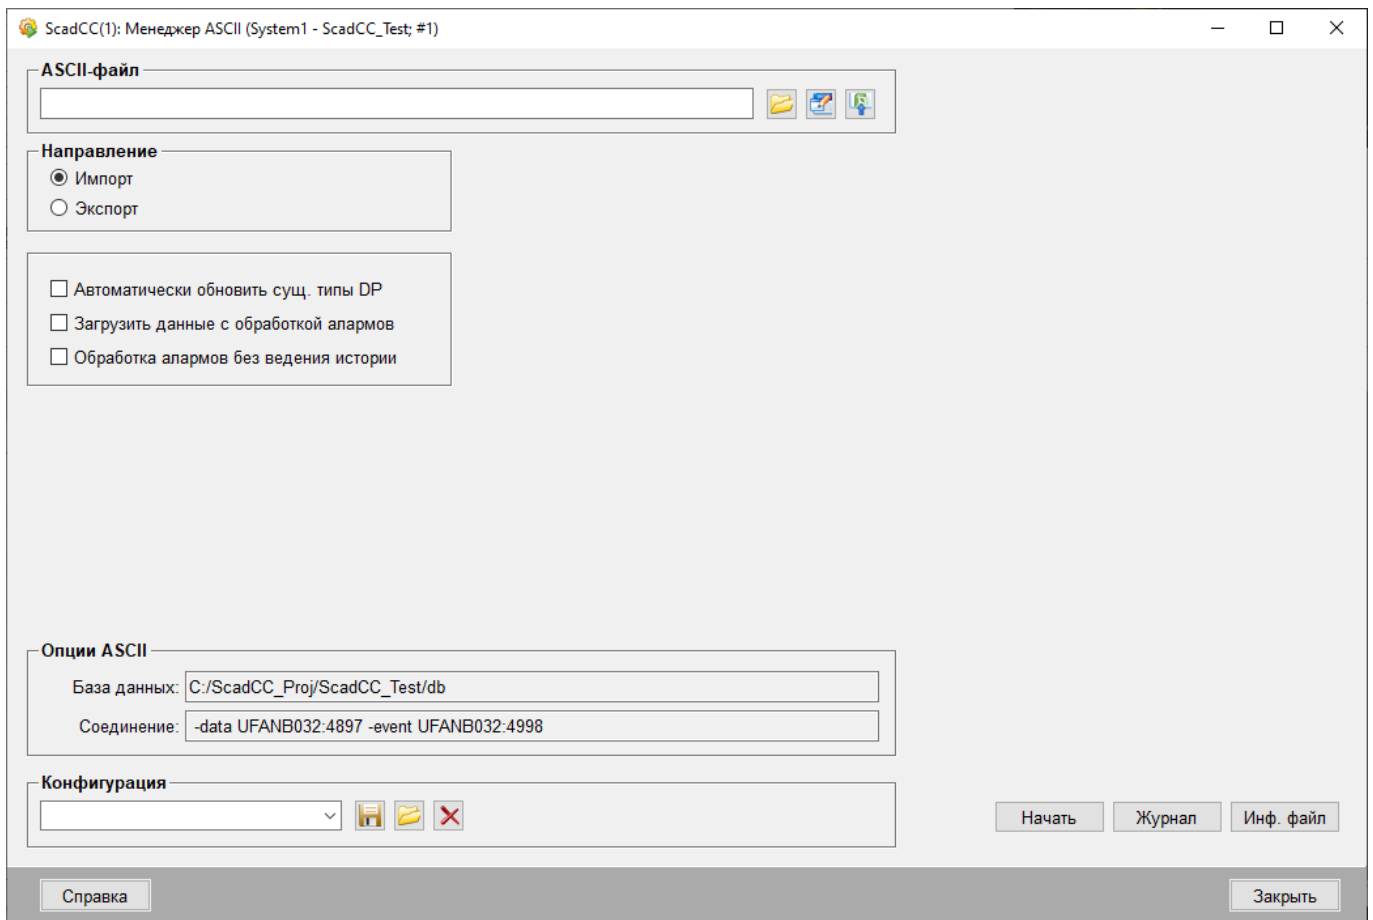 ScadCC(1): Менеджер ASCII (System1 - ScadCC_Test; #1)
ASCII-файл
Направление
Импорт
Экспорт
Автоматически обновить сущ. типы DP
Загрузить данные с обработкой алармов
Обработка алармов без ведения истории
Опции ASCII
База данных: C:/ScadCC_Proj/ScadCC_Test/db
Соединение: -data UFANB032:4897 -event UFANB032:4998
Конфигурация
Начать Журнал Инф. файл
Справка Закрыть